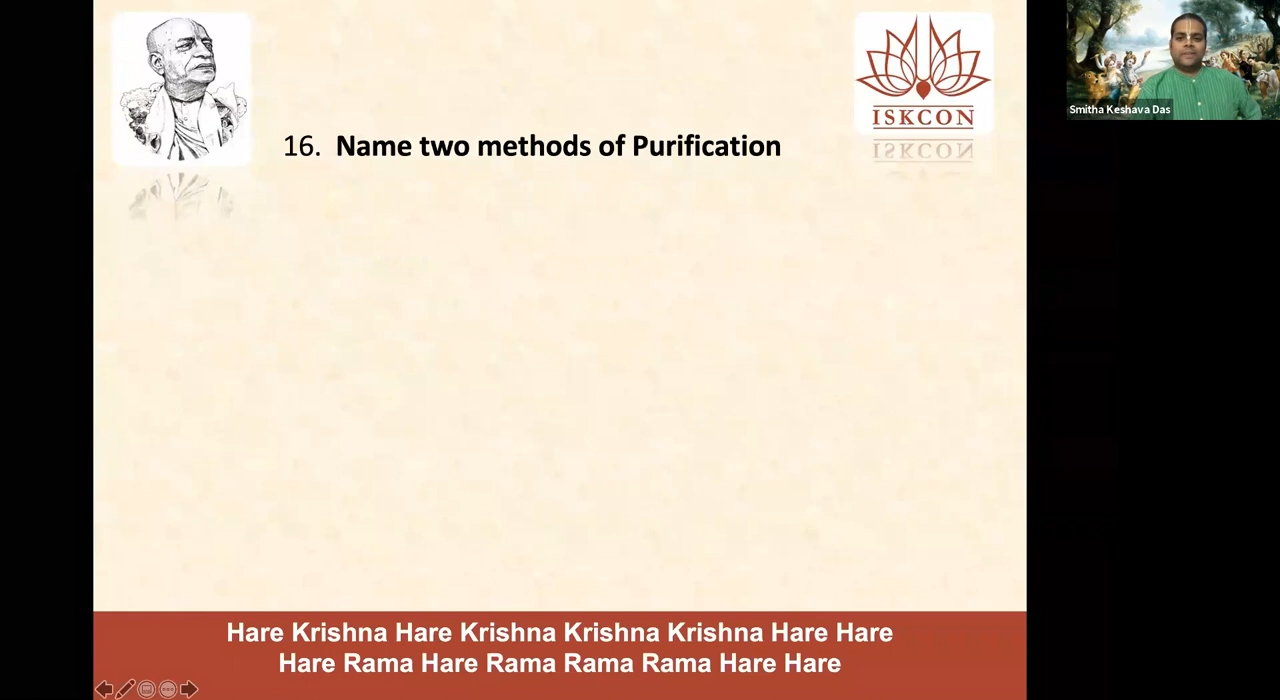 16. Name two methods of Purification
ISKCON
Smitha Keshava Das
Hare Krishna Hare Krishna Krishna Krishna Hare Hare
Hare Rama Hare Rama Rama Rama Hare Hare